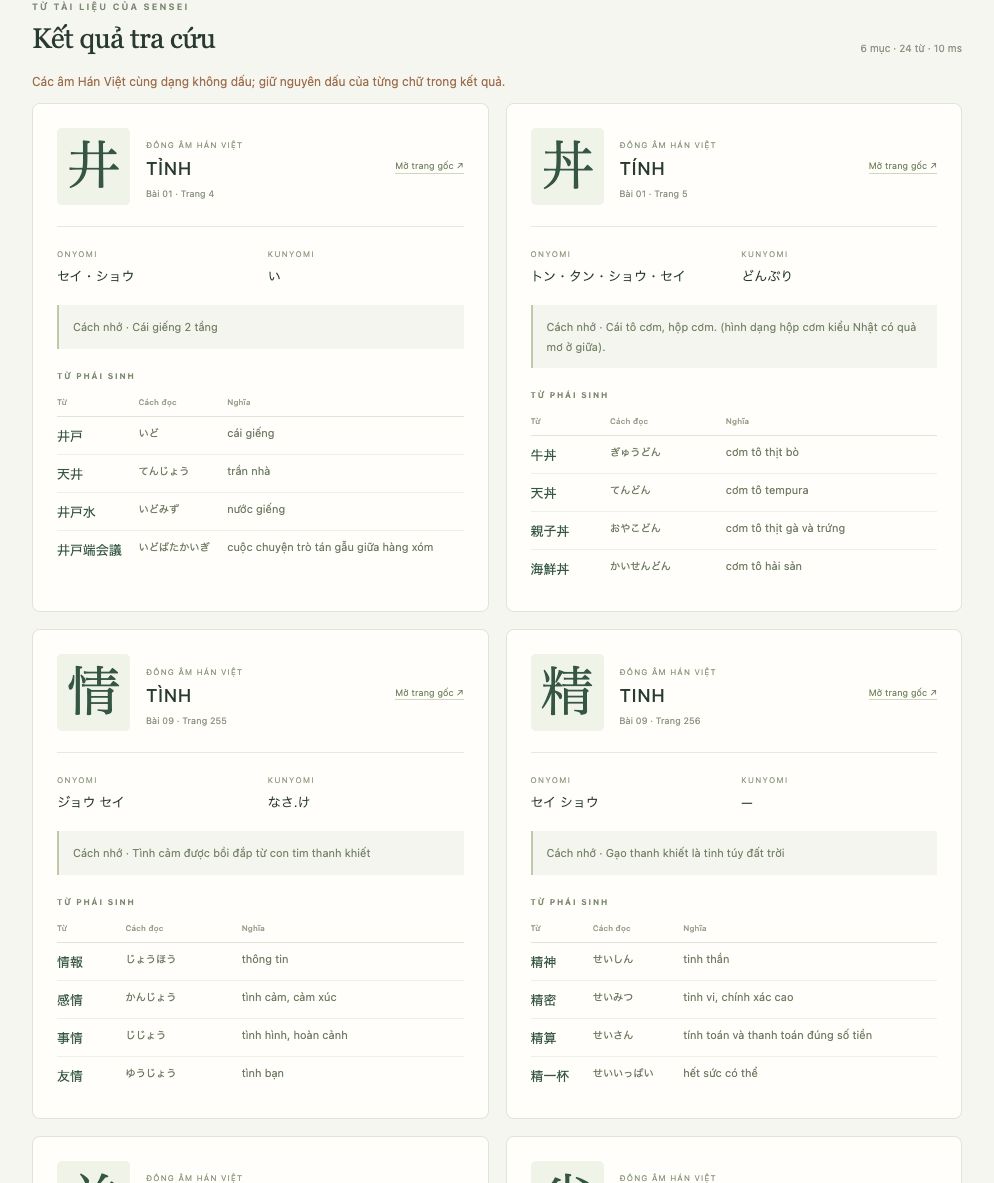 TỪ TÀI LIỆU CỦA SENSEI
Kết quả tra cứu
6 mục · 24 từ · 10 ms
Các âm Hán Việt cùng dạng không dấu; giữ nguyên dấu của từng chữ trong kết quả.
井
ĐỒNG ÂM HÁN VIỆT
TỈNH
Bài 01 · Trang 4
Mở trang gốc ↗
ONYOMI
セイ・ショウ
KUNYOMI
い
Cách nhớ · Cái giếng 2 tầng
TỪ PHÁI SINH
Từ Cách đọc Nghĩa
井戸 いど cái giếng
天井 てんじょう trần nhà
井戸水 いどみず nước giếng
井戸端会議 いどばたかいぎ cuộc chuyện trò tán gẫu giữa hàng xóm
丼
ĐỒNG ÂM HÁN VIỆT
TÍNH
Bài 01 · Trang 5
Mở trang gốc ↗
ONYOMI
トン・タン・ショウ・セイ
KUNYOMI
どんぶり
Cách nhớ · Cái tô cơm, hộp cơm. (hình dạng hộp cơm kiểu Nhật có quả
mơ ở giữa).
TỪ PHÁI SINH
Từ Cách đọc Nghĩa
牛丼 ぎゅうどん cơm tô thịt bò
天丼 てんどん cơm tô tempura
親子丼 おやこどん cơm tô thịt gà và trứng
海鮮丼 かいせんどん cơm tô hải sản
情
ĐỒNG ÂM HÁN VIỆT
TÌNH
Bài 09 · Trang 255
Mở trang gốc ↗
ONYOMI
ジョウ セイ
KUNYOMI
なさ.け
Cách nhớ · Tình cảm được bồi đắp từ con tim thanh khiết
TỪ PHÁI SINH
Từ Cách đọc Nghĩa
情報 じょうほう thông tin
感情 かんじょう tình cảm, cảm xúc
事情 じじょう tình hình, hoàn cảnh
友情 ゆうじょう tình bạn
精
ĐỒNG ÂM HÁN VIỆT
TINH
Bài 09 · Trang 256
Mở trang gốc ↗
ONYOMI
セイ ショウ
KUNYOMI
—
Cách nhớ · Gạo thanh khiết là tinh túy đất trời
TỪ PHÁI SINH
Từ Cách đọc Nghĩa
精神 せいしん tinh thần
精密 せいみつ tinh vi, chính xác cao
精算 せいさん tính toán và thanh toán đúng số tiền
精一杯 せいいっぱい hết sức có thể
ĐỒNG ÂM HÁN VIỆT
ĐỒNG ÂM HÁN VIỆT